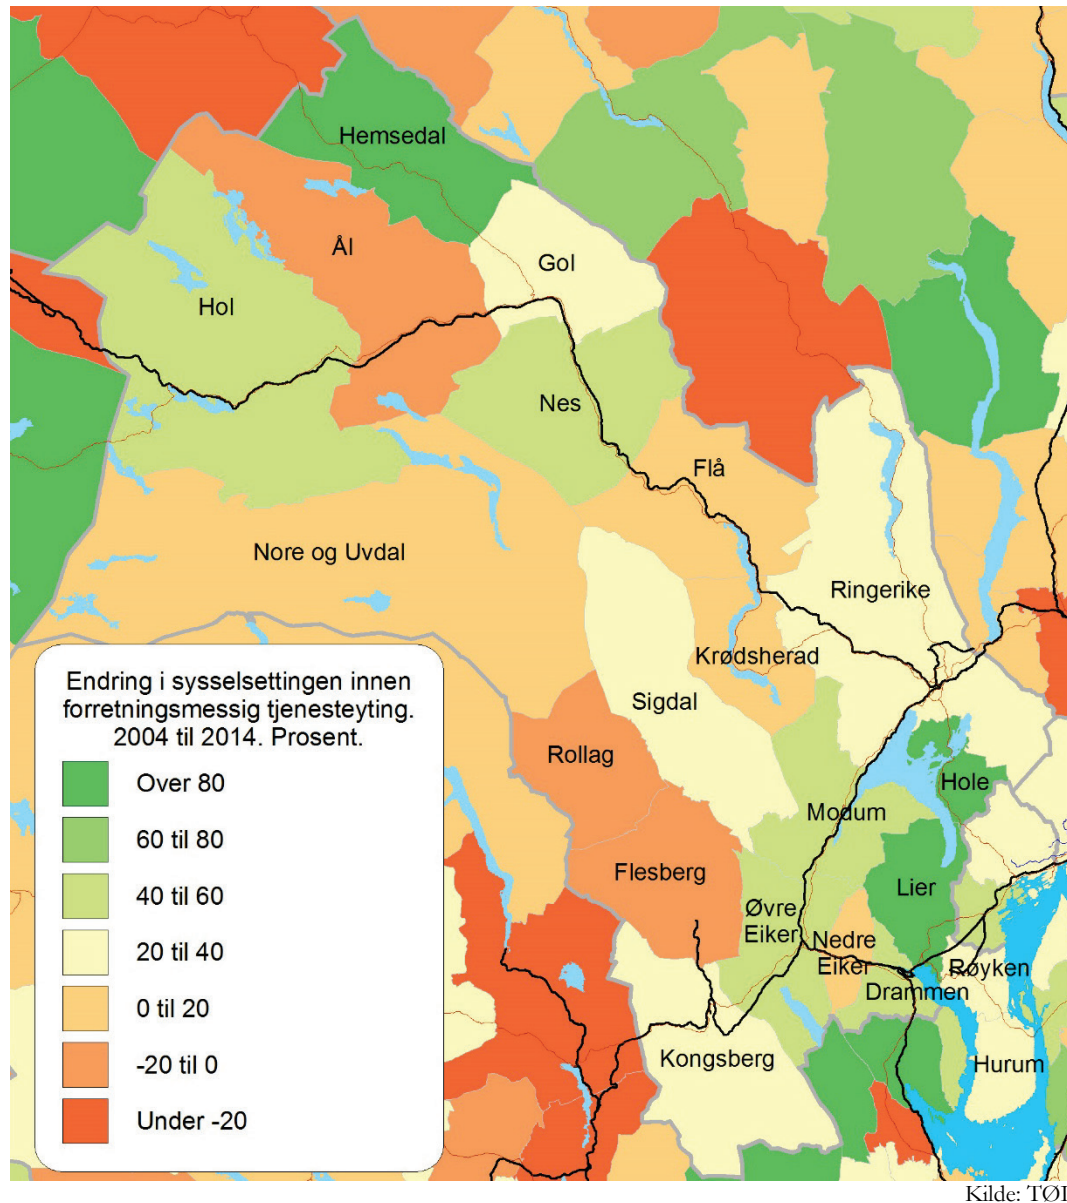 Hemsedal
Ål
Gol
Hol
Nes
Flå
Nore og Uvdal
Ringerike
Krødsherad
Sigdal
Rollag
Hole
Modum
Flesberg
Lier
Øvre
Eiker
Nedre
Eiker
Røyken
Drammen
Kongsberg
Hurum
Endring i sysselsettingen innen
forretningsmessig tjenesteyting.
2004 til 2014. Prosent.
Over 80
60 til 80
40 til 60
20 til 40
0 til 20
-20 til 0
Under -20
Kilde: TØI